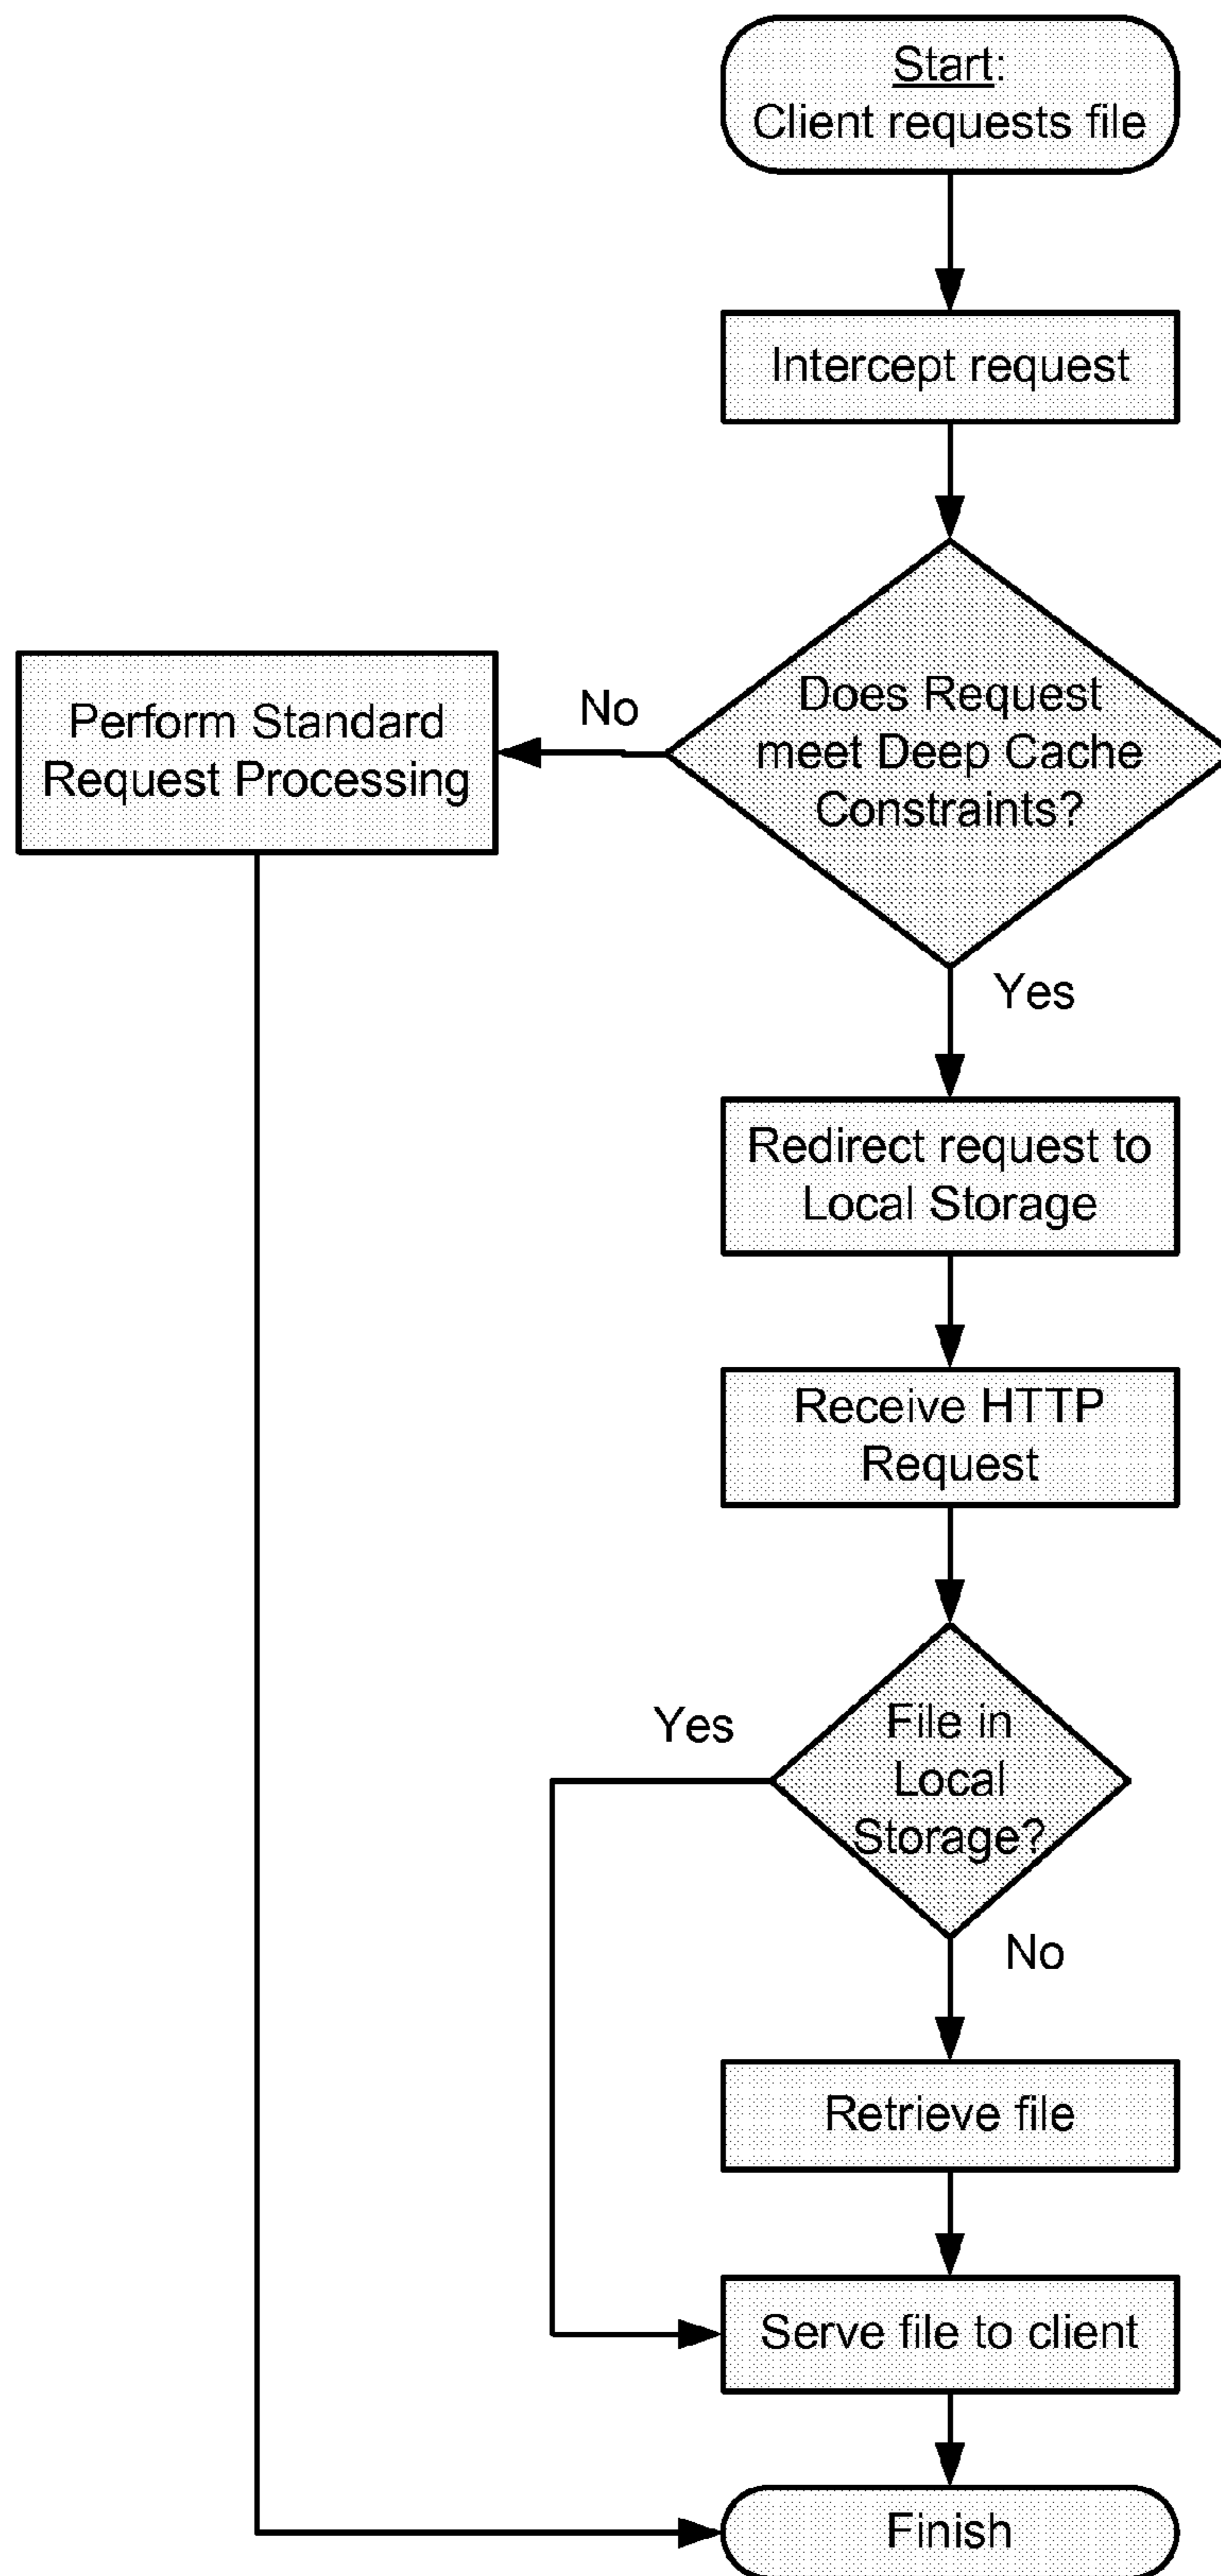 Start:
Client requests file
Intercept request
Does Request
meet Deep Cache
Constraints?
No
Perform Standard
Request Processing
Yes
Redirect request to
Local Storage
Receive HTTP
Request
File in
Local
Storage?
Yes
No
Retrieve file
Serve file to client
Finish